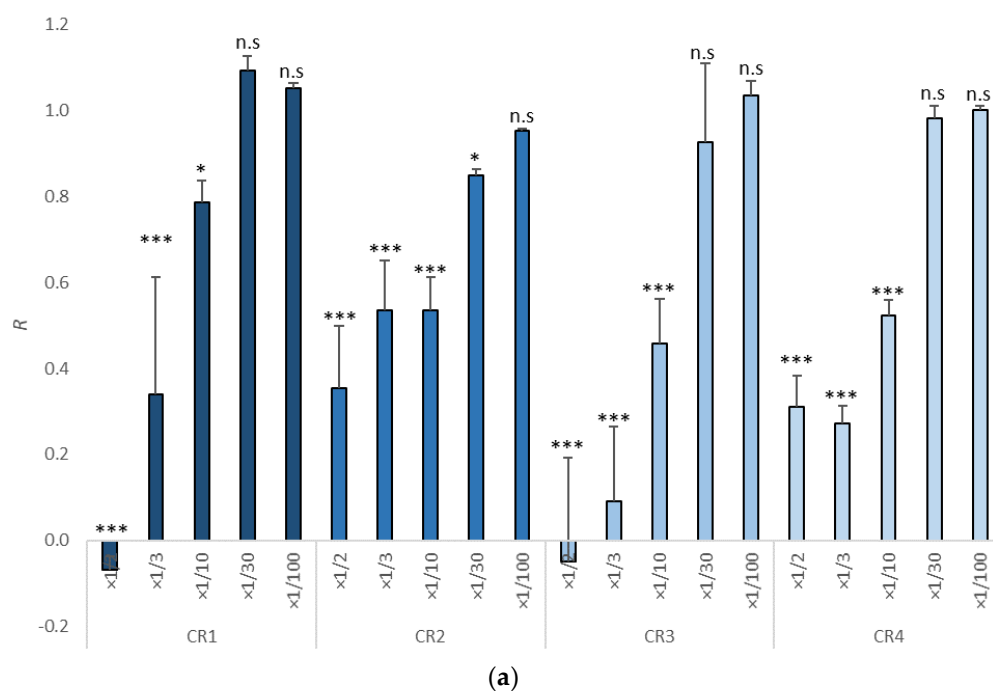 1.2
1.0
0.8
0.6
0.4
0.2
0.0
-0.2
R
*** *** * n.s n.s
*** *** *** * n.s
*** *** *** n.s n.s
*** *** *** n.s n.s
×1/3 ×1/10 ×1/30 ×1/100
×1/2 ×1/3 ×1/10 ×1/30 ×1/100
×1/3 ×1/10 ×1/30 ×1/100
×1/2 ×1/3 ×1/10 ×1/30 ×1/100
CR1 CR2 CR3 CR4
(a)